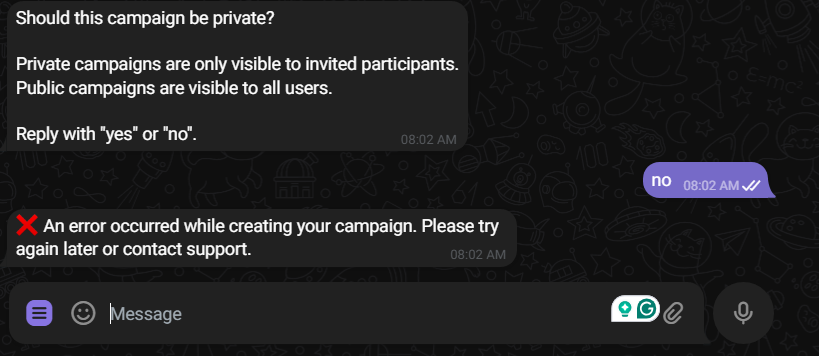 Should this campaign be private?
Private campaigns are only visible to invited participants.
Public campaigns are visible to all users.
Reply with "yes" or "no".
08:02 AM
no
08:02 AM
❌ An error occurred while creating your campaign. Please try
again later or contact support.
08:02 AM
Message